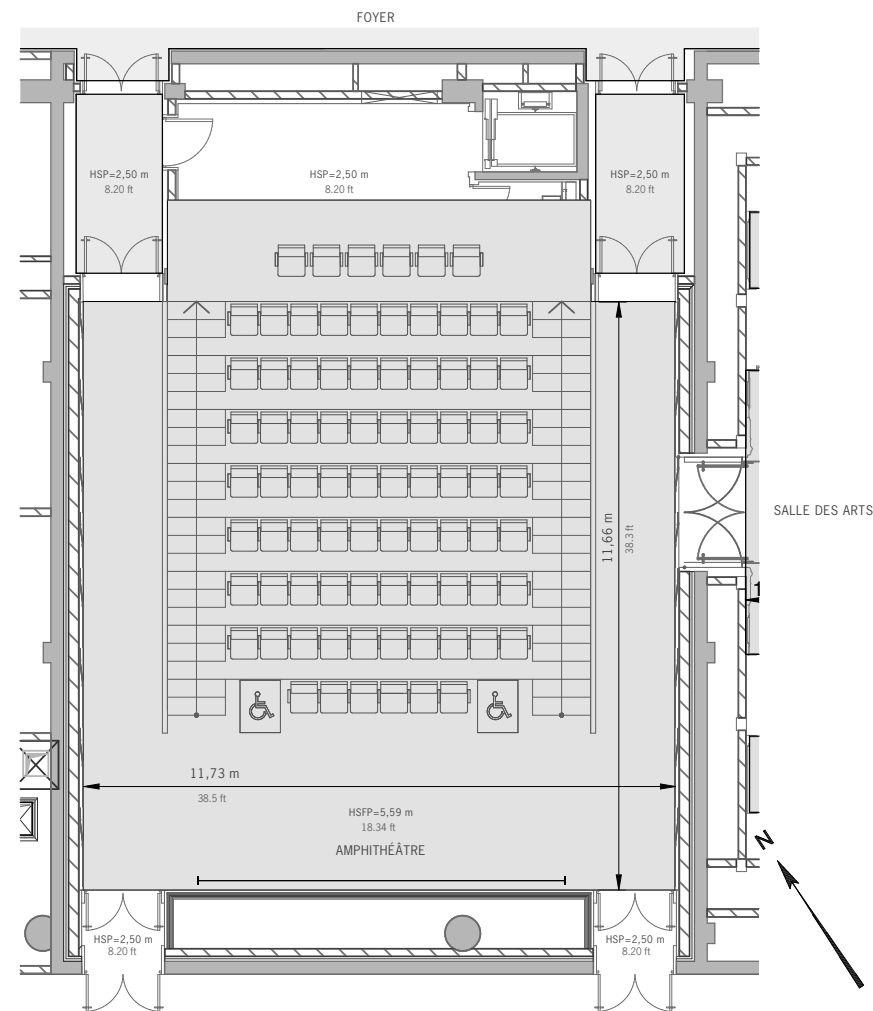 FOYER
HSP=2,50 m
8.20 ft
HSP=2,50 m
8.20 ft
HSP=2,50 m
8.20 ft
11,66 m
38.3 ft
SALLE DES ARTS
11,73 m
38.5 ft
HSFP=5,59 m
18.34 ft
AMPHITHÉÂTRE
N
HSP=2,50 m
8.20 ft
HSP=2,50 m
8.20 ft